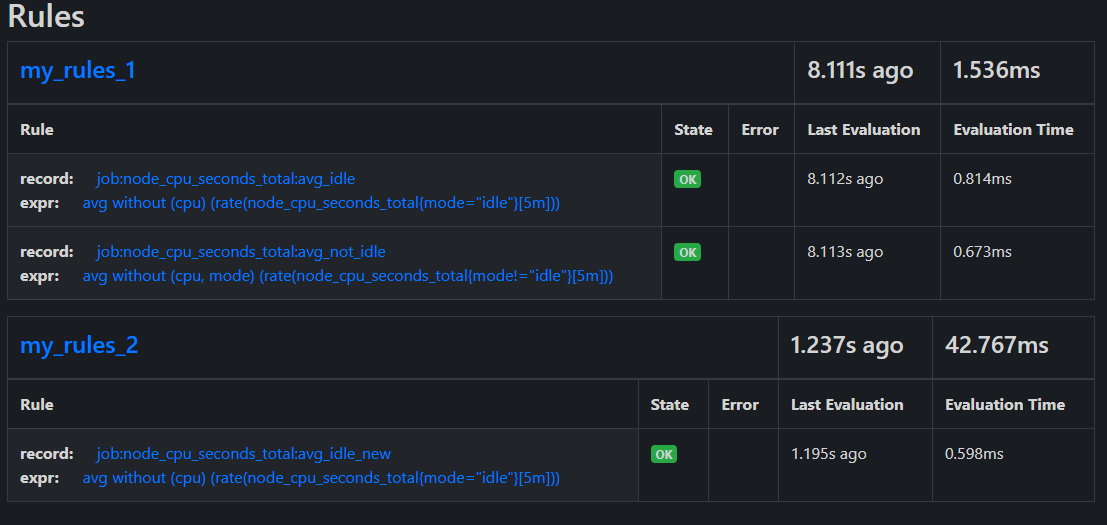 Rules
my_rules_1 8.111s ago 1.536ms
Rule State Error Last Evaluation Evaluation Time
record: job:node_cpu_seconds_total:avg_idle OK 8.112s ago 0.814ms
expr: avg without (cpu) (rate(node_cpu_seconds_total{mode="idle"}[5m]))
record: job:node_cpu_seconds_total:avg_not_idle OK 8.113s ago 0.673ms
expr: avg without (cpu, mode) (rate(node_cpu_seconds_total{mode!="idle"}[5m]))
my_rules_2 1.237s ago 42.767ms
Rule State Error Last Evaluation Evaluation Time
record: job:node_cpu_seconds_total:avg_idle_new OK 1.195s ago 0.598ms
expr: avg without (cpu) (rate(node_cpu_seconds_total{mode="idle"}[5m]))